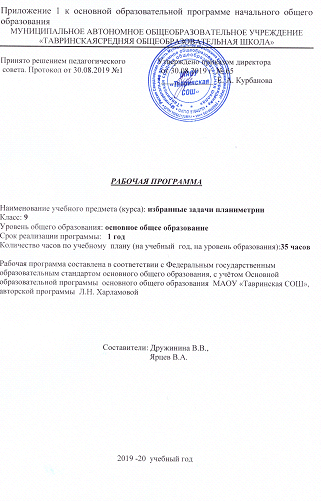 Приложение 1 к основной образовательной программе начального общего
образования
МУНИЦИПАЛЬНОЕ АВТОНОМНОЕ ОБЩЕОБРАЗОВАТЕЛЬНОЕ УЧРЕЖДЕНИЕ
«ТАВРИНСКАЯСРЕДНЯЯ ОБЩЕОБРАЗОВАТЕЛЬНАЯ ШКОЛА»
Принято решением педагогического
совета. Протокол от 30.08.2019 №1
Утверждено приказом директора
от 30.08.2019
А. Курбанова
МАОУ
«Тавринская
СОШ»
РАБОЧАЯ ПРОГРАММА
Наименование учебного предмета (курса): избранные задачи планиметрии
Класс: 9
Уровень общего образования: основное общее образование
Срок реализации программы: 1 год
Количество часов по учебному плану (на учебный год, на уровень образования):35 часов
Рабочая программа составлена в соответствии с Федеральным государственным
образовательным стандартом основного общего образования, с учётом Основной
образовательной программы основного общего образования МАОУ «Тавринская СОШ»,
авторской программы Л.Н. Харламовой
Составители: Дружинина В.В.,
Ярцев В.А.
2019 -20 учебный год